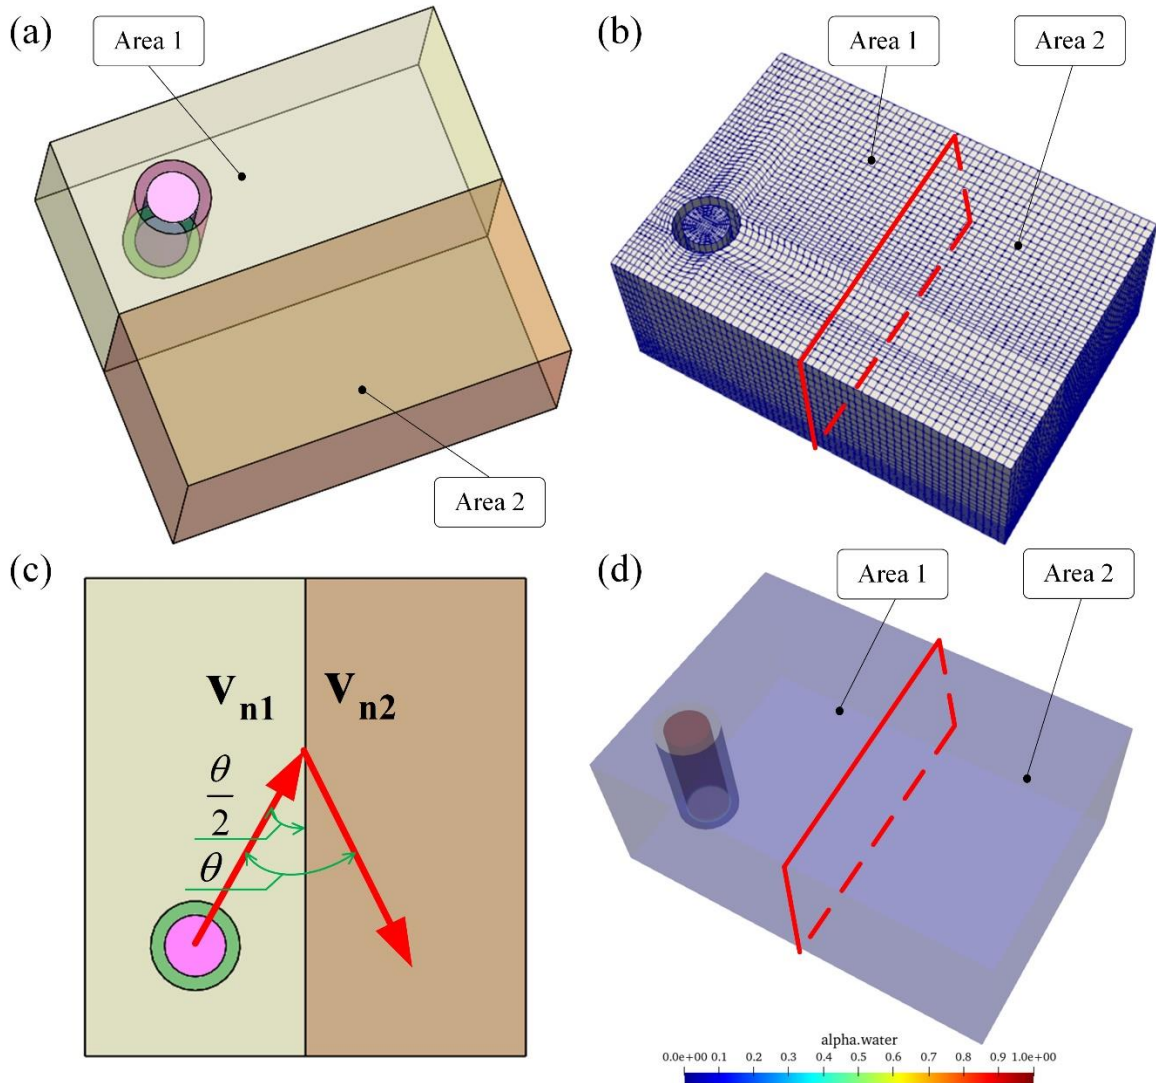 (a)
Area 1
Area 2
(b)
Area 1
Area 2
(c)
v_n1 v_n2
θ/2
θ
(d)
Area 1
Area 2
alpha.water
0.0e+00 0.1 0.2 0.3 0.4 0.5 0.6 0.7 0.8 0.9 1.0e+00